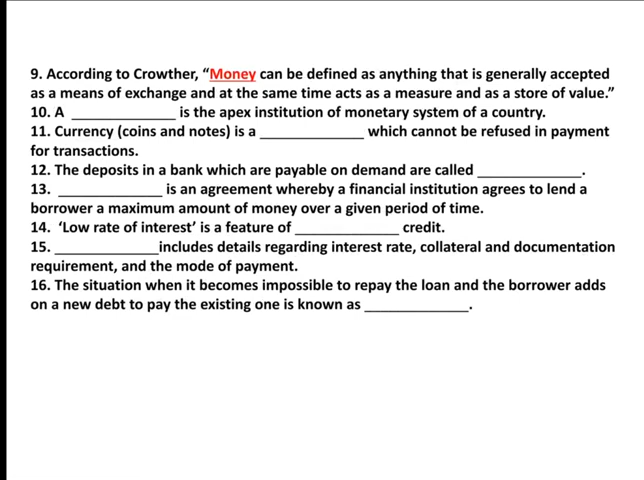 9. According to Crowther, “Money can be defined as anything that is generally accepted
as a means of exchange and at the same time acts as a measure and as a store of value.”
10. A ______________ is the apex institution of monetary system of a country.
11. Currency (coins and notes) is a ______________ which cannot be refused in payment
for transactions.
12. The deposits in a bank which are payable on demand are called ______________.
13. ______________ is an agreement whereby a financial institution agrees to lend a
borrower a maximum amount of money over a given period of time.
14. ‘Low rate of interest’ is a feature of ______________ credit.
15. ______________includes details regarding interest rate, collateral and documentation
requirement, and the mode of payment.
16. The situation when it becomes impossible to repay the loan and the borrower adds
on a new debt to pay the existing one is known as ______________.